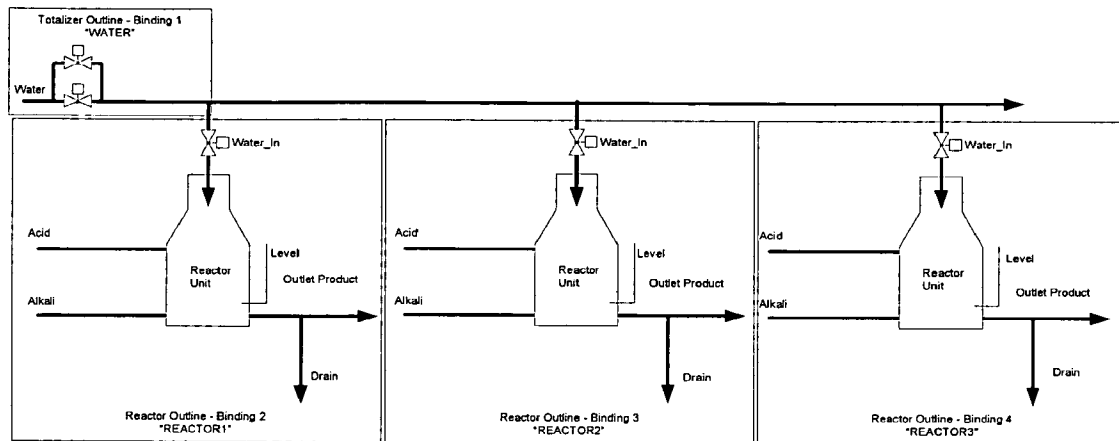 Totalizer Outline - Binding 1
"WATER"
Water
Water_In
Water_In
Water_In
Acid
Level
Reactor
Unit
Outlet Product
Alkali
Drain
Reactor Outline - Binding 2
"REACTOR1"
Acid
Level
Reactor
Unit
Outlet Product
Alkali
Drain
Reactor Outline - Binding 3
"REACTOR2"
Acid
Level
Reactor
Unit
Outlet Product
Alkali
Drain
Reactor Outline - Binding 4
"REACTOR3"